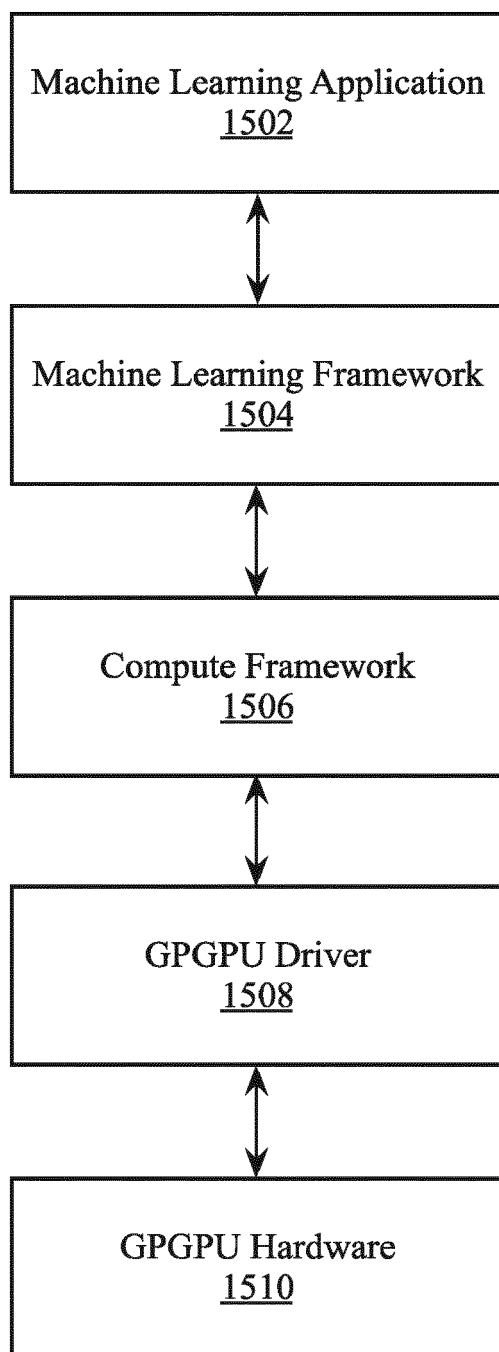 Machine Learning Application
1502
Machine Learning Framework
1504
Compute Framework
1506
GPGPU Driver
1508
GPGPU Hardware
1510